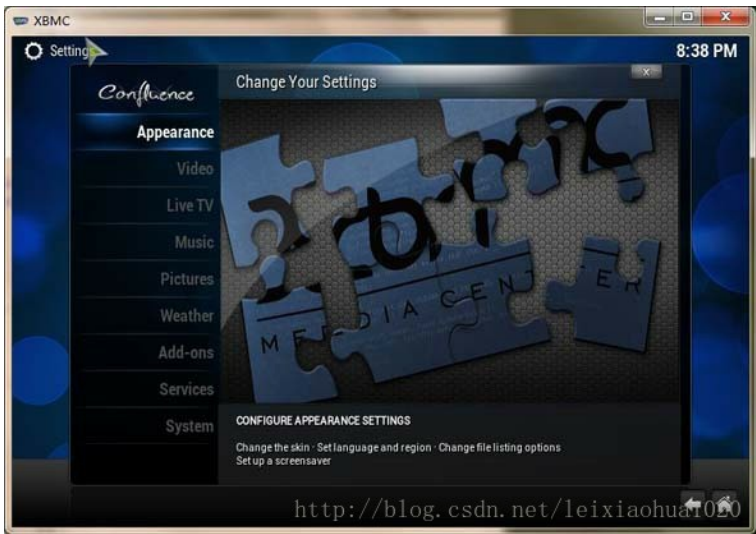 XBMC
Settings
8:38 PM
Confluence
Change Your Settings
x
Appearance
Video
Live TV
Music
Pictures
Weather
Add-ons
Services
System
xbmc
MEDIA CENTER
CONFIGURE APPEARANCE SETTINGS
Change the skin · Set language and region · Change file listing options
Set up a screensaver
http://blog.csdn.net/leixiaohua1020